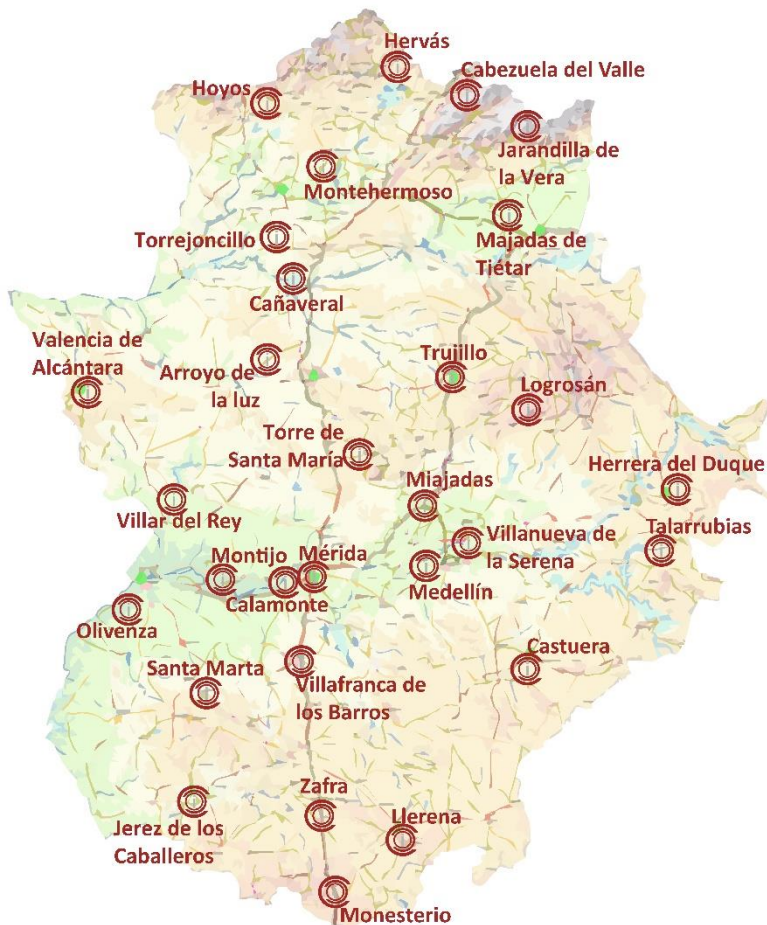 Hervás
Cabezuela del Valle
Hoyos
Jarandilla de
la Vera
Montehermoso
Torrejoncillo
Majadas de
Tiétar
Cañaveral
Valencia de
Alcántara
Arroyo de
la luz
Trujillo
Logrosán
Torre de
Santa María
Herrera del Duque
Miajadas
Villar del Rey
Talarrubias
Villanueva de
la Serena
Montijo
Mérida
Calamonte
Medellín
Olivenza
Castuera
Santa Marta
Villafranca de
los Barros
Zafra
Llerena
Jerez de los
Caballeros
Monesterio